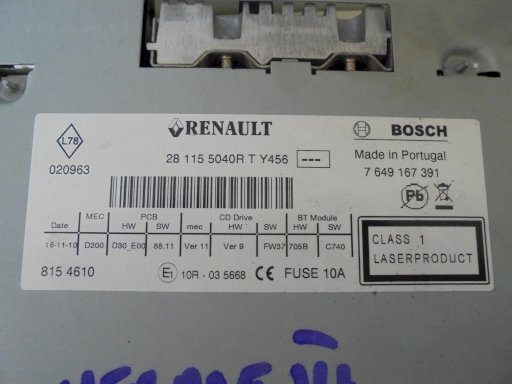 RENAULT
BOSCH
L78
020963
28 115 5040R T Y456 ---
Made in Portugal
7 649 167 391
Pb
MEC PCB CD Drive BT Module
Date HW SW mec HW SW HW SW
18-11-10 D200 D30_E00 88.11 Ver 11 Ver 9 FW37 705B C740
CLASS 1
LASERPRODUCT
815 4610
E1 10R - 03 5668 CE FUSE 10A